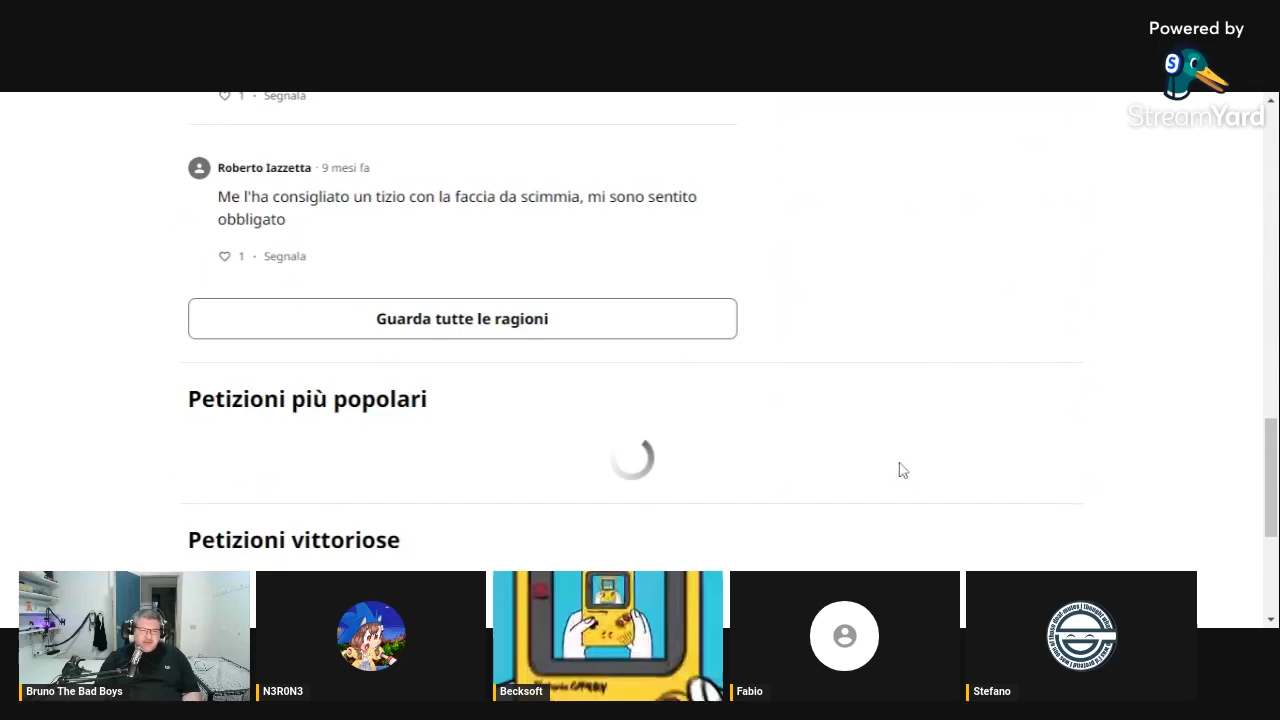 Powered by
StreamYard
1 · Segnala
Roberto Iazzetta · 9 mesi fa
Me l'ha consigliato un tizio con la faccia da scimmia, mi sono sentito
obbligato
1 · Segnala
Guarda tutte le ragioni
Petizioni più popolari
Petizioni vittoriose
Bruno The Bad Boys
N3R0N3
Becksoft
Fabio
Stefano